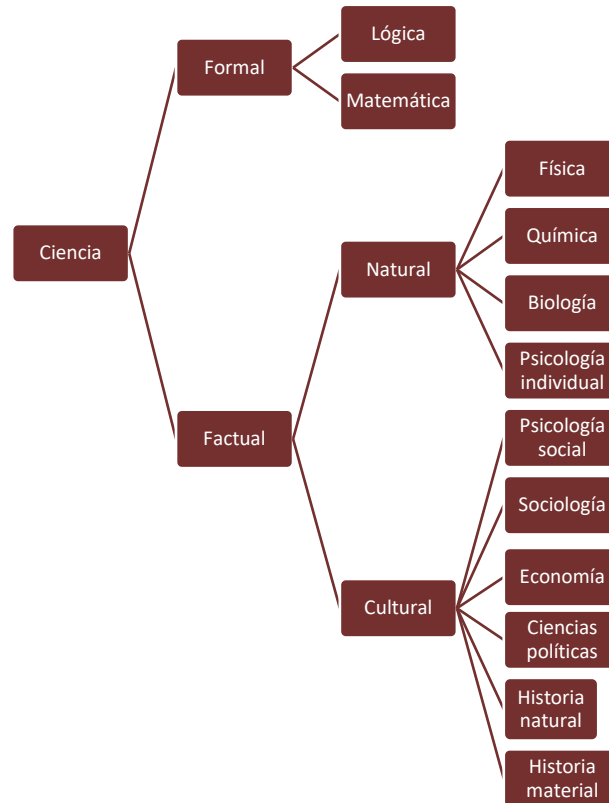 Lógica
Formal
Matemática
Física
Ciencia
Química
Natural
Biología
Psicología
individual
Psicología
social
Factual
Sociología
Economía
Cultural
Ciencias
políticas
Historia
natural
Historia
material